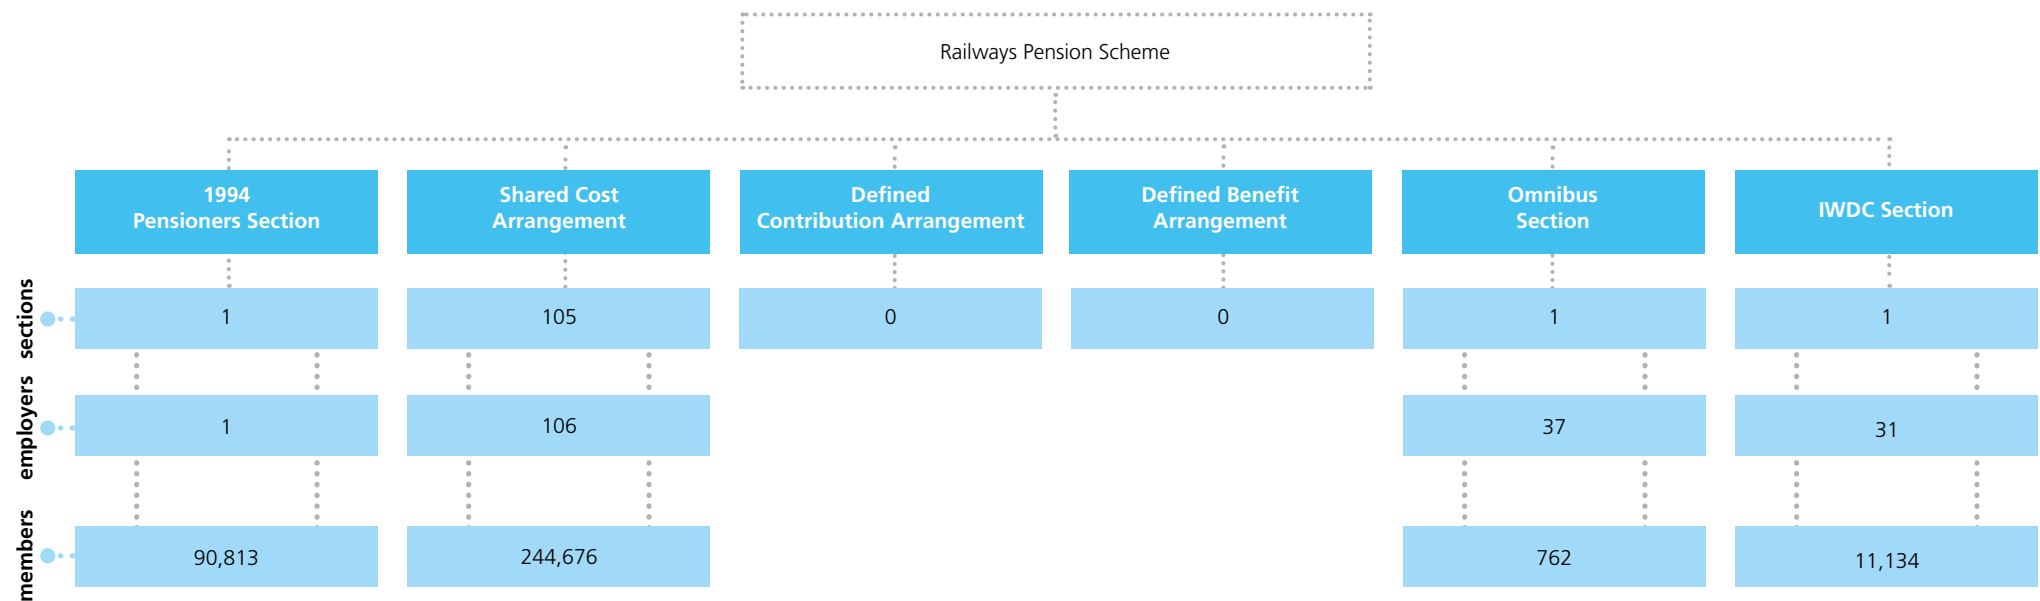 Railways Pension Scheme
1994
Pensioners Section
Shared Cost
Arrangement
Defined
Contribution Arrangement
Defined Benefit
Arrangement
Omnibus
Section
IWDC Section
sections
1
105
0
0
1
1
employers
1
106
37
31
members
90,813
244,676
762
11,134